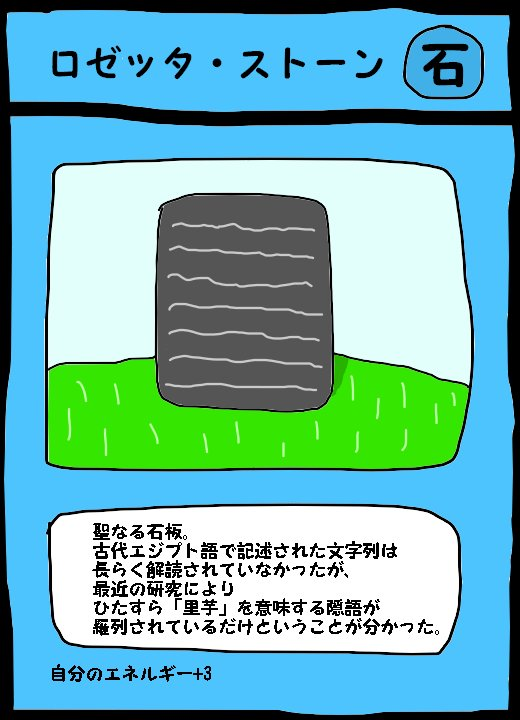 ロゼッタ・ストーン 石
聖なる石板。
古代エジプト語で記述された文字列は
長らく解読されていなかったが、
最近の研究により
ひたすら「里芋」を意味する隠語が
羅列されているだけということが分かった。
自分のエネルギー+3